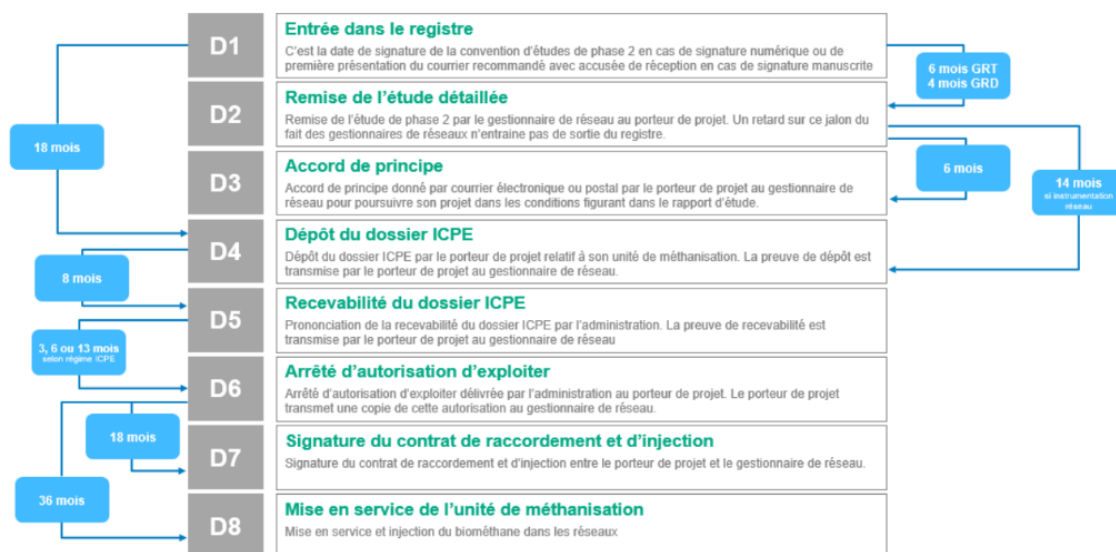 D1
Entrée dans le registre
C'est la date de signature de la convention d'études de phase 2 en cas de signature numérique ou de
première présentation du courrier recommandé avec accusée de réception en cas de signature manuscrite
6 mois GRT
4 mois GRD
D2
Remise de l'étude détaillée
Remise de l'étude de phase 2 par le gestionnaire de réseau au porteur de projet. Un retard sur ce jalon du
fait des gestionnaires de réseaux n'entraine pas de sortie du registre.
18 mois
D3
Accord de principe
Accord de principe donné par courrier électronique ou postal par le porteur de projet au gestionnaire de
réseau pour poursuivre son projet dans les conditions figurant dans le rapport d'étude.
6 mois
14 mois
si instrumentation
réseau
D4
Dépôt du dossier ICPE
Dépôt du dossier ICPE par le porteur de projet relatif à son unité de méthanisation. La preuve de dépôt est
transmise par le porteur de projet au gestionnaire de réseau.
8 mois
D5
Recevabilité du dossier ICPE
Prononciation de la recevabilité du dossier ICPE par l'administration. La preuve de recevabilité est
transmise par le porteur de projet au gestionnaire de réseau
3, 6 ou 13 mois
selon régime ICPE
D6
Arrêté d'autorisation d'exploiter
Arrêté d'autorisation d'exploiter délivrée par l'administration au porteur de projet. Le porteur de projet
transmet une copie de cette autorisation au gestionnaire de réseau.
18 mois
D7
Signature du contrat de raccordement et d'injection
Signature du contrat de raccordement et d'injection entre le porteur de projet et le gestionnaire de réseau.
36 mois
D8
Mise en service de l'unité de méthanisation
Mise en service et injection du biométhane dans les réseaux